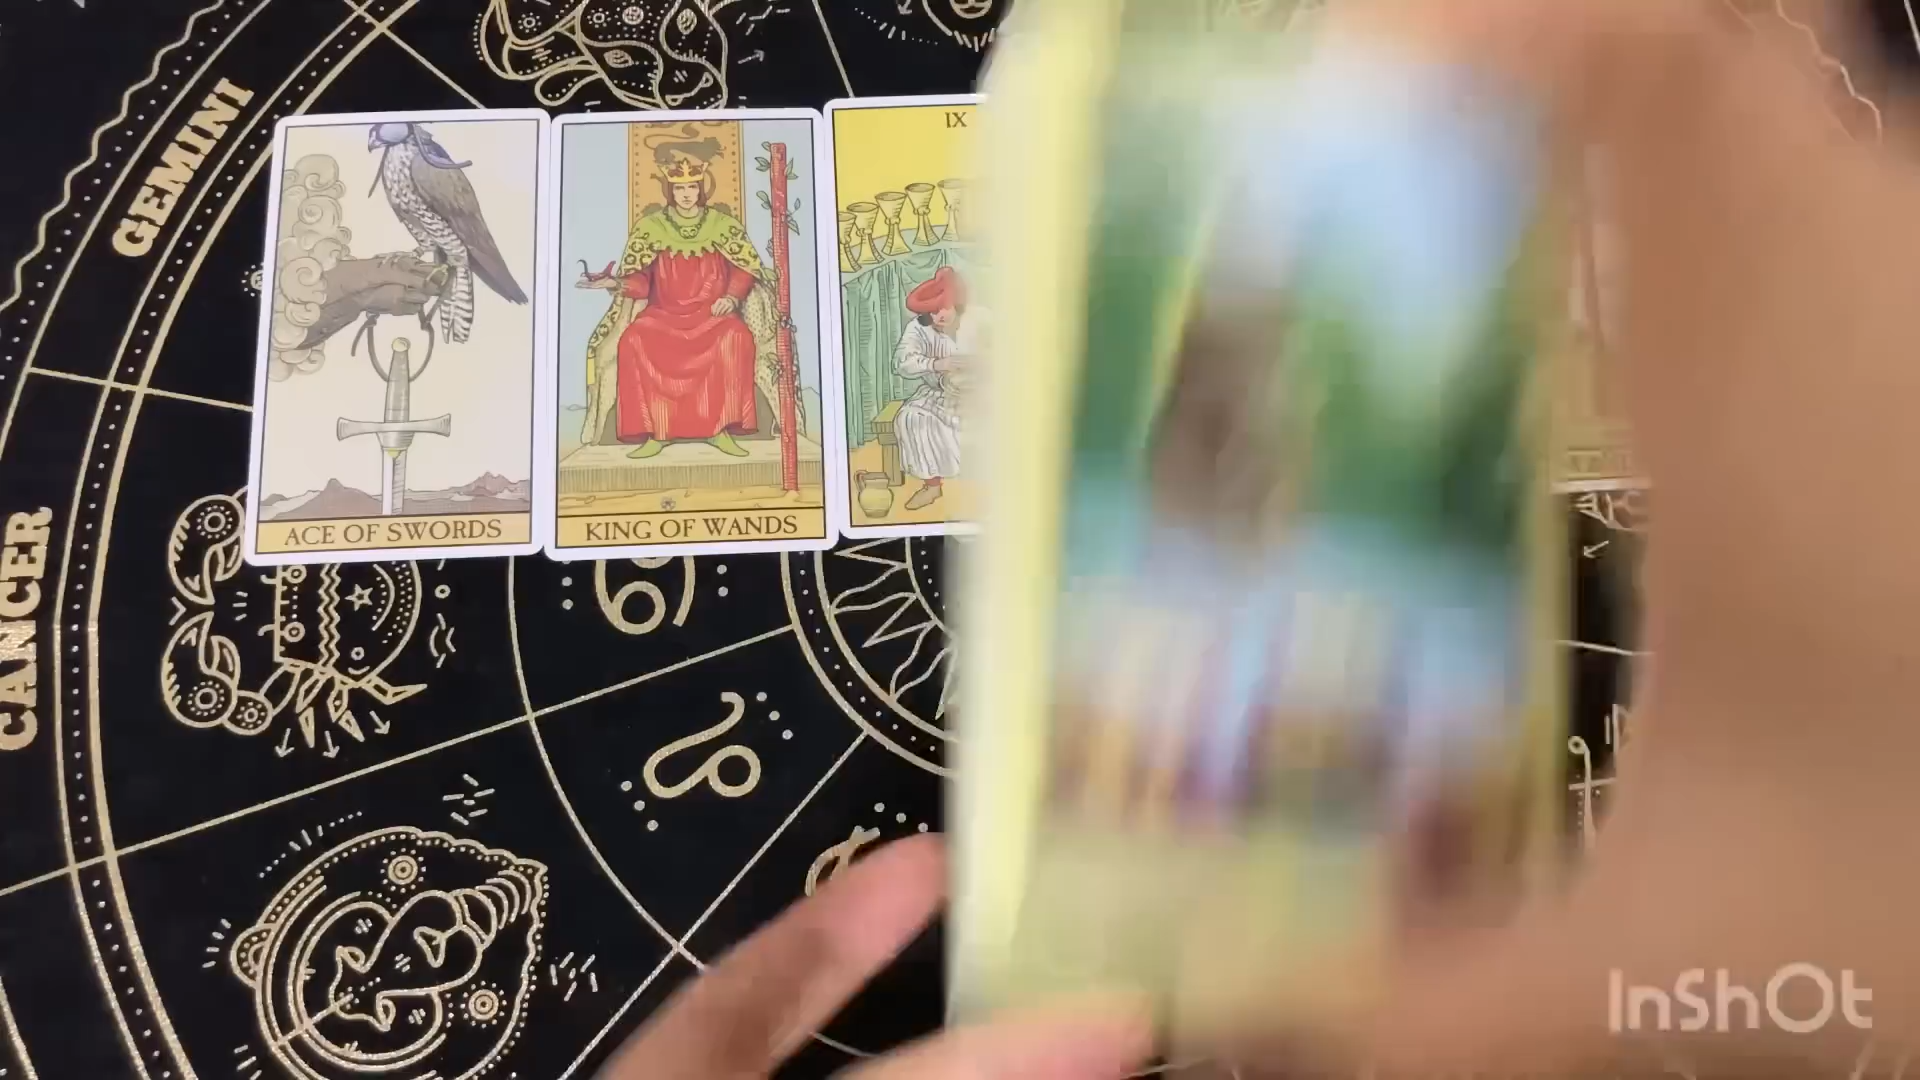 GEMINI
IX
ACE OF SWORDS
KING OF WANDS
CANCER
InShOt